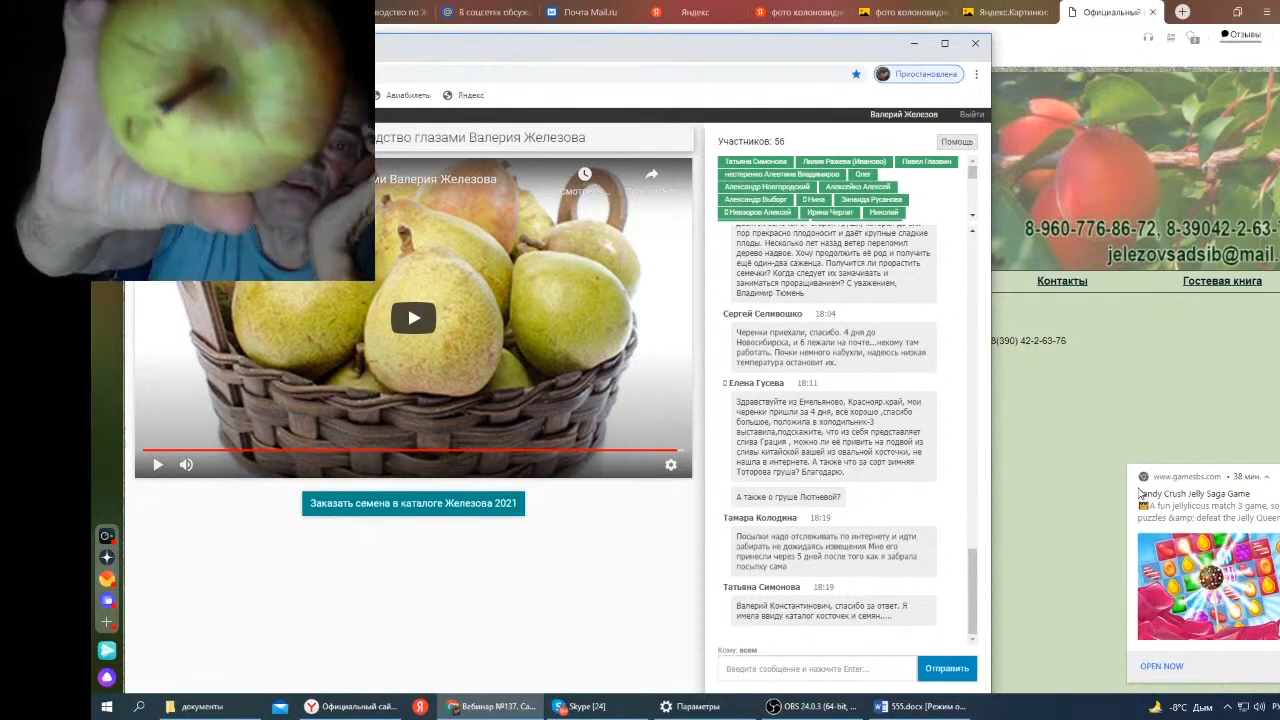 В соцсетях обсуж
Почта Mail.ru
Яндекс
фото колонов
Яндекс.Картинки
Официальный
Отзывы
Приостановлена
Авиабилеты
Яндекс
Валерий Железов
Выйти
дство глазами Валерия Железова
ми Валерия Железова
Смотреть
Поделиться
Заказать семена в каталоге Железова 2021
Участников: 56
Помощь
Татьяна Симонова
Лилия Ражева (Иваново)
Павел Глазвин
нестеренко Алевтина Владимиров
Олег
Александр Новгородский
Алексейко Алексей
Александр Выборг
Нина
Зинаида Русанова
Невзоров Алексей
Ирина Черлат
Николай
пор прекрасно плодоносит и даёт крупные сладкие
плоды. Несколько лет назад ветер переломил
дерево надвое. Хочу продолжить её род и получить
ещё один-два саженца. Получится ли прорастить
семечки? Когда следует их замачивать и
заниматься проращиванием? С уважением,
Владимир Тюмень
Сергей Селивошко 18:04
Черенки приехали, спасибо. 4 дня до
Новосибирска, и 6 лежали на почте...некому там
работать. Почки немного набухли, надеюсь низкая
температура остановит их.
Елена Гусева 18:11
Здравствуйте из Емельяново, Краснояр.край, мои
черенки пришли за 4 дня, всё хорошо ,спасибо
большое, положила в холодильник-3
выставила,подскажите, что из себя представляет
слива Грация , можно ли её привить на подвой из
сливы китайской вашей из овальной косточки, не
нашла в интернете. А также что за сорт зимняя
Тоторова груша? Благодарю.
А также о груше Лютневой?
Тамара Колодина 18:19
Посылки надо отслеживать по интернету и идти
забирать не дожидаясь извещения Мне его
принесли через 5 дней после того как я забрала
посылку сама
Татьяна Симонова 18:19
Валерий Константинович, спасибо за ответ. Я
имела ввиду каталог косточек и семян.....
Кому: всем
Введите сообщение и нажмите Enter...
Отправить
8-960-776-86-72, 8-39042-2-63
jelezovsadsib@mail.
Контакты
Гостевая книга
8(390) 42-2-63-76
www.gamesbs.com • 38 мин.
Candy Crush Jelly Saga Game
A fun jellylicous match 3 game, so
puzzles &amp; defeat the Jelly Queen
OPEN NOW
документы
Официальный сай...
Вебинар №137. Са...
Skype [24]
Параметры
OBS 24.0.3 (64-bit, ...
555.docx [Режим о...